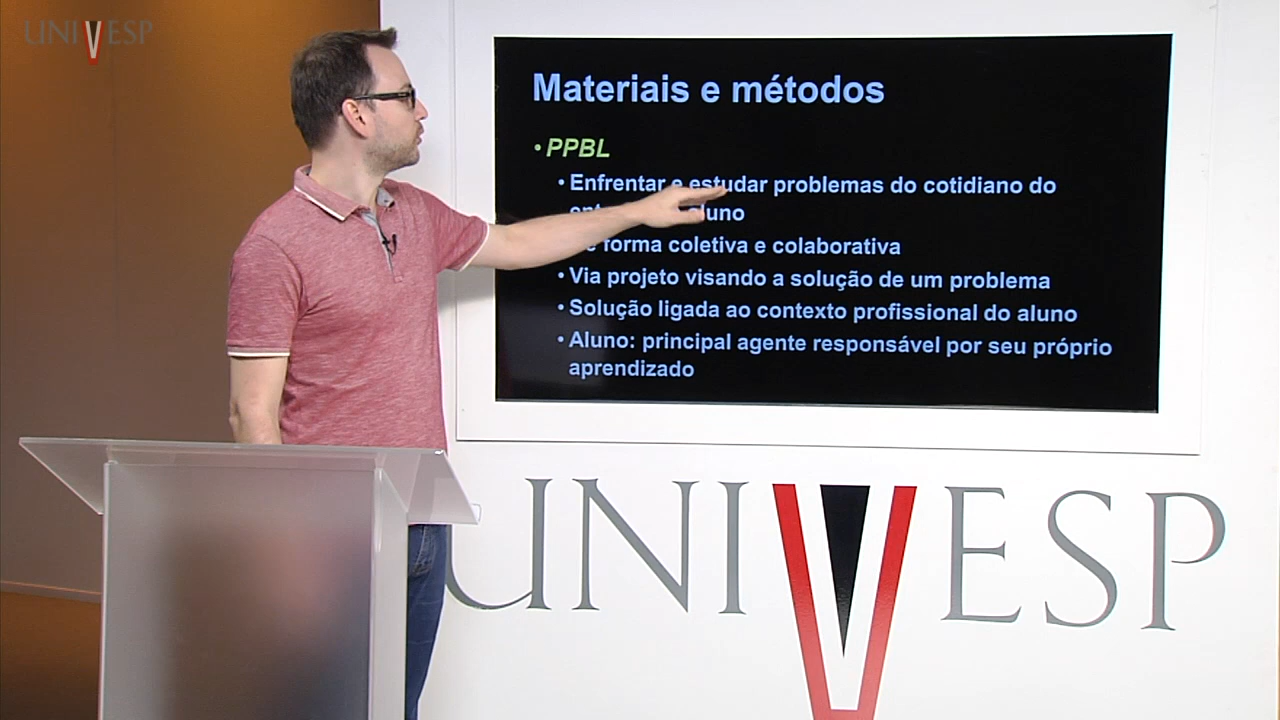 UNIVESP
Materiais e métodos
• PPBL
• Enfrentar e estudar problemas do cotidiano do
aluno
forma coletiva e colaborativa
• Via projeto visando a solução de um problema
• Solução ligada ao contexto profissional do aluno
• Aluno: principal agente responsável por seu próprio
aprendizado
UNIVESP